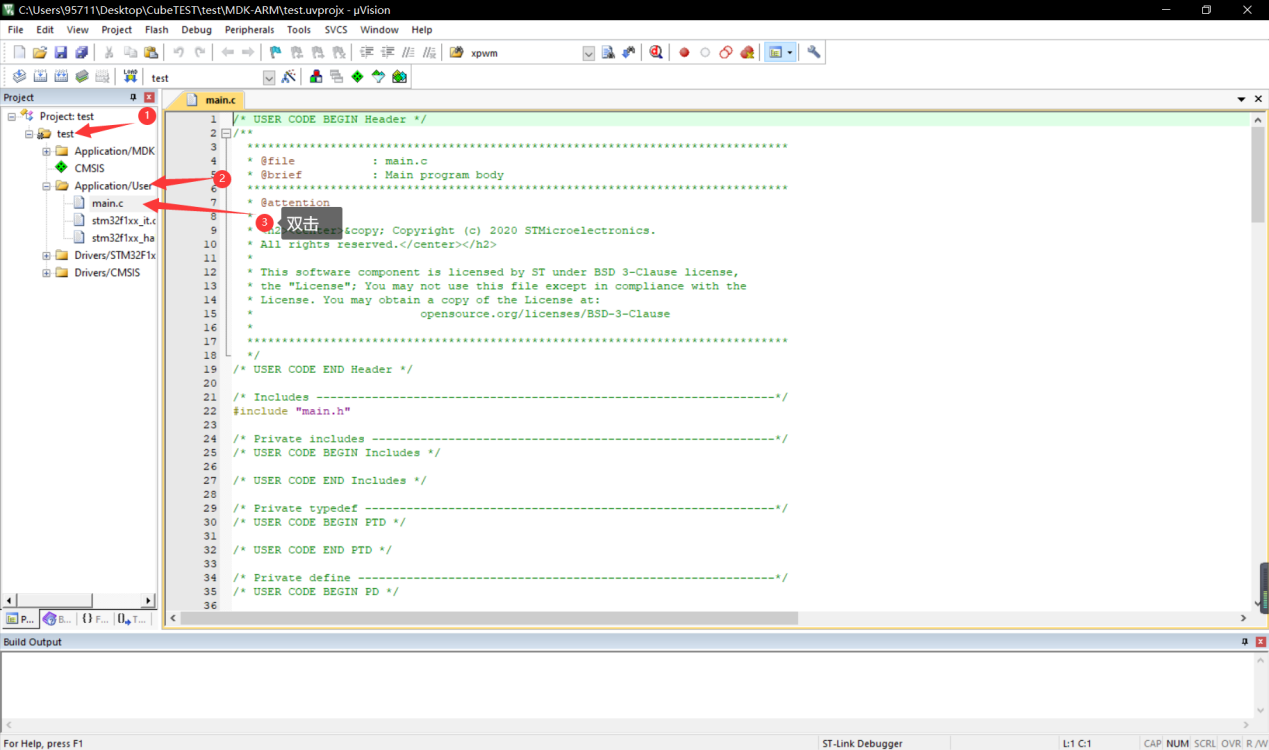 C:\Users\95711\Desktop\CubeTEST\test\MDK-ARM\test.uvprojx - µVision
File Edit View Project Flash Debug Peripherals Tools SVCS Window Help
xpwm
LOAD test
Project
main.c
Project: test
1
test
Application/MDK
CMSIS
Application/User
2
main.c
3
双击
stm32f1xx_it.c
stm32f1xx_ha
Drivers/STM32F1x
Drivers/CMSIS
1 /* USER CODE BEGIN Header */
2 /**
3 ******************************************************************************
4 * @file : main.c
5 * @brief : Main program body
6 ******************************************************************************
7 * @attention
8 *
9 * <h2><center>&copy; Copyright (c) 2020 STMicroelectronics.
10 * All rights reserved.</center></h2>
11 *
12 * This software component is licensed by ST under BSD 3-Clause license,
13 * the "License"; You may not use this file except in compliance with the
14 * License. You may obtain a copy of the License at:
15 * opensource.org/licenses/BSD-3-Clause
16 *
17 ******************************************************************************
18 */
19 /* USER CODE END Header */
20
21 /* Includes ------------------------------------------------------------------*/
22 #include "main.h"
23
24 /* Private includes ----------------------------------------------------------*/
25 /* USER CODE BEGIN Includes */
26
27 /* USER CODE END Includes */
28
29 /* Private typedef -----------------------------------------------------------*/
30 /* USER CODE BEGIN PTD */
31
32 /* USER CODE END PTD */
33
34 /* Private define ------------------------------------------------------------*/
35 /* USER CODE BEGIN PD */
36
P... B... {} F... T...
Build Output
For Help, press F1 ST-Link Debugger L:1 C:1 CAP NUM SCRL OVR R/W